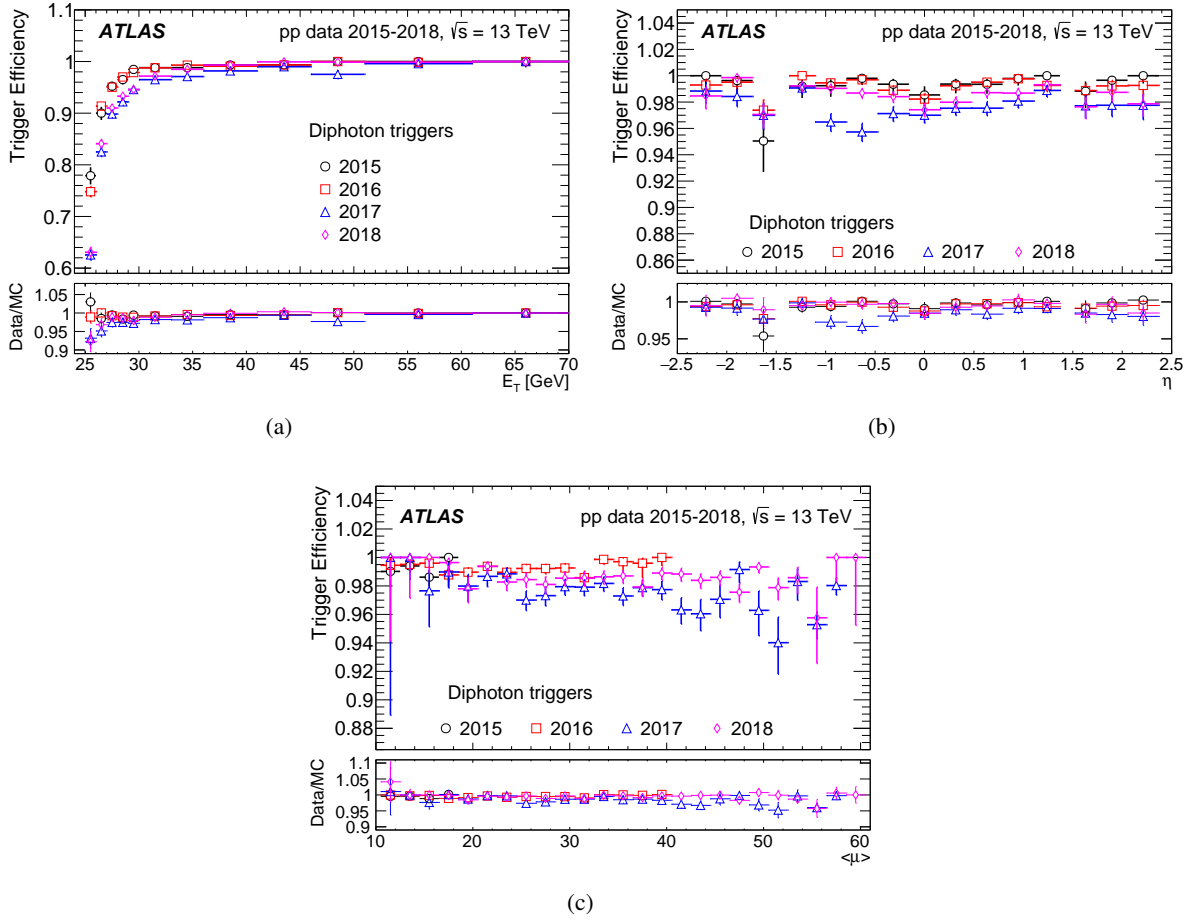 ATLAS pp data 2015-2018, √s = 13 TeV
Trigger Efficiency
1.1
1
0.9
0.8
0.7
0.6
Diphoton triggers
2015
2016
2017
2018
Data/MC
1.05
1
0.95
0.9
25 30 35 40 45 50 55 60 65 70
E_T [GeV]
(a)
ATLAS pp data 2015-2018, √s = 13 TeV
Trigger Efficiency
1.04
1.02
1
0.98
0.96
0.94
0.92
0.9
0.88
0.86
Diphoton triggers
2015 2016 2017 2018
Data/MC
1
0.95
−2.5 −2 −1.5 −1 −0.5 0 0.5 1 1.5 2 2.5
η
(b)
ATLAS pp data 2015-2018, √s = 13 TeV
Trigger Efficiency
1.04
1.02
1
0.98
0.96
0.94
0.92
0.9
0.88
Diphoton triggers
2015 2016 2017 2018
Data/MC
1.1
1.05
1
0.95
0.9
10 20 30 40 50 60
<μ>
(c)